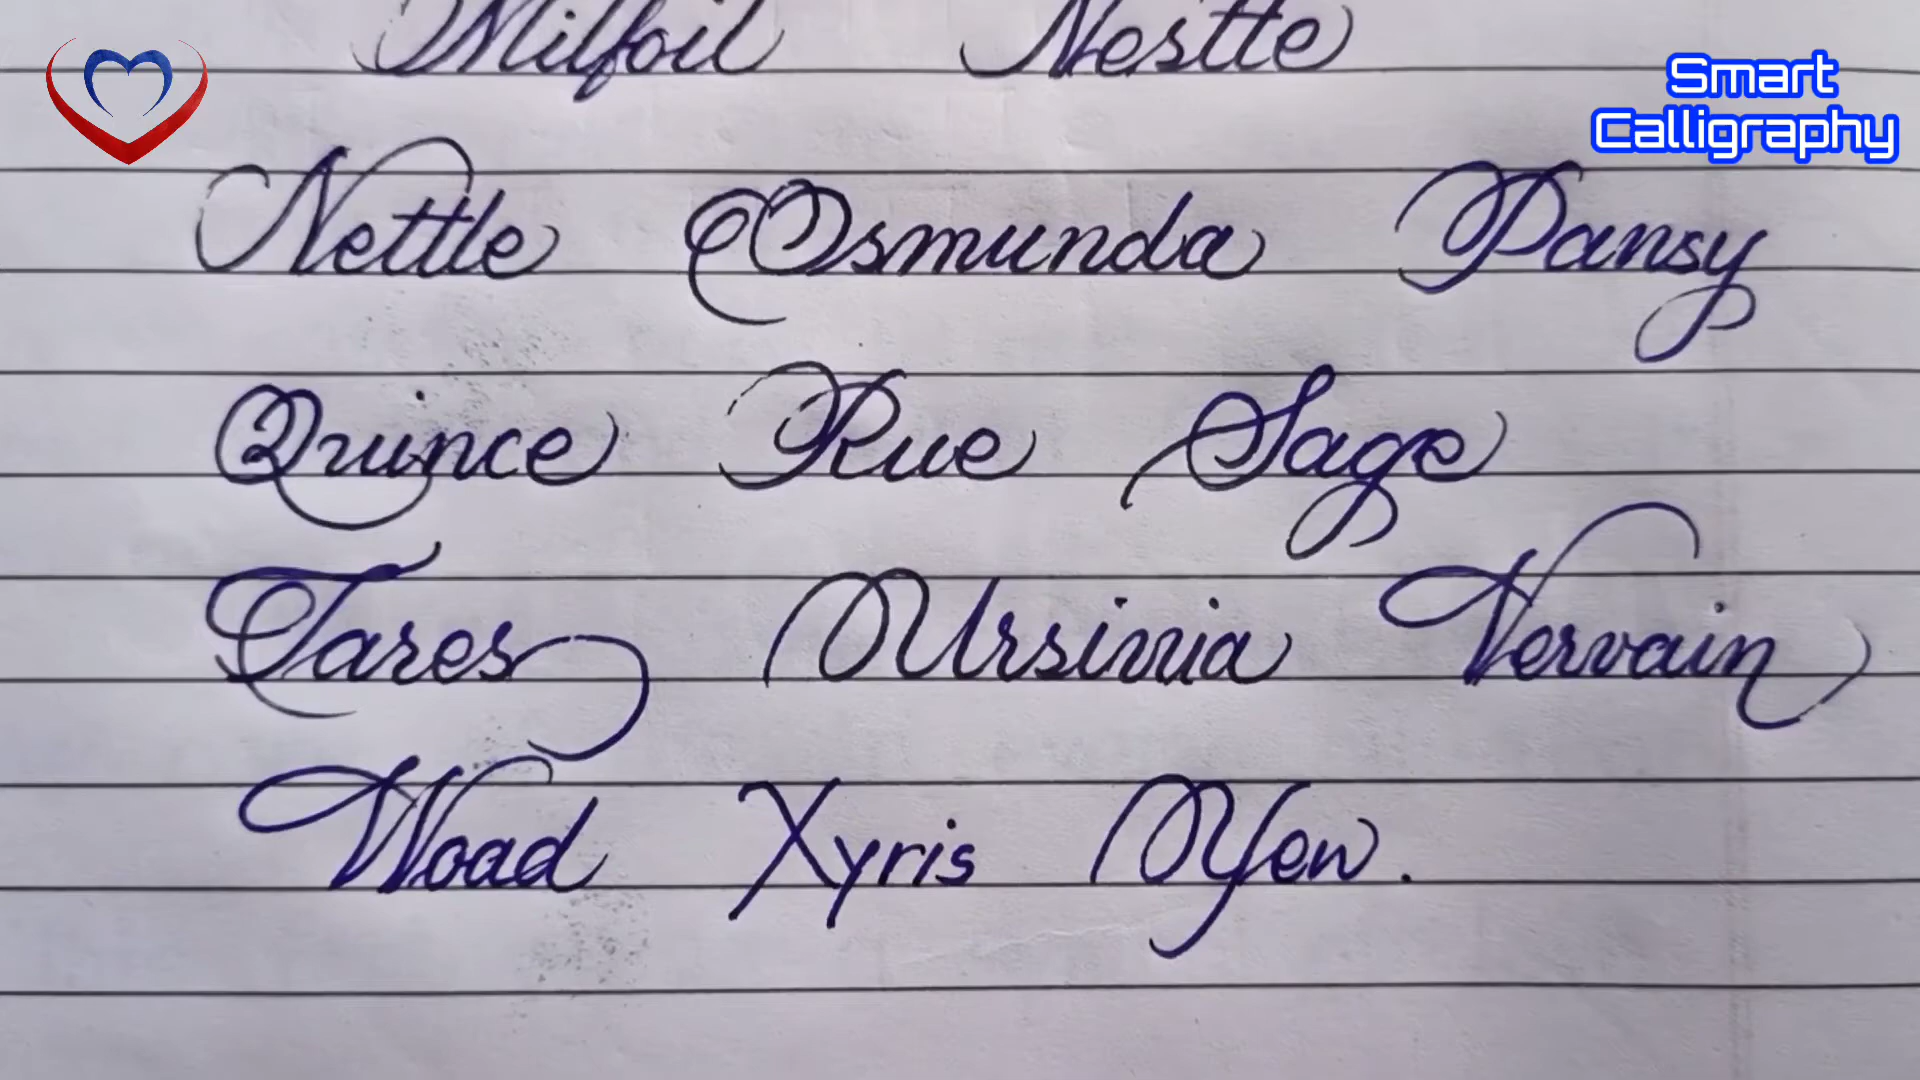 Milfoil Nestte
Smart
Calligraphy
Nettle Osmunda Pansy
Quince Rue Sage
Tares Ursinia Vervain
Woad Xyris Yew.